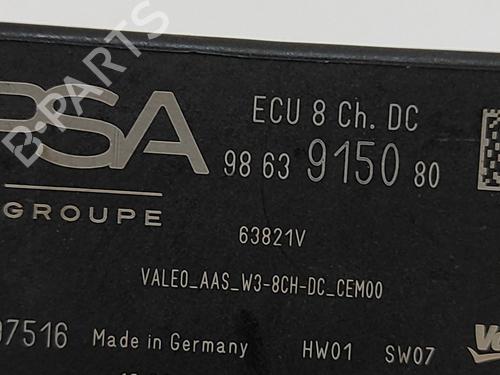 PSA
GROUPE
ECU 8 Ch. DC
98 63 9150 80
63821V
VALEO_AAS_W3-8CH-DC_CEM00
07516 Made in Germany HW01 SW07
B-PARTS